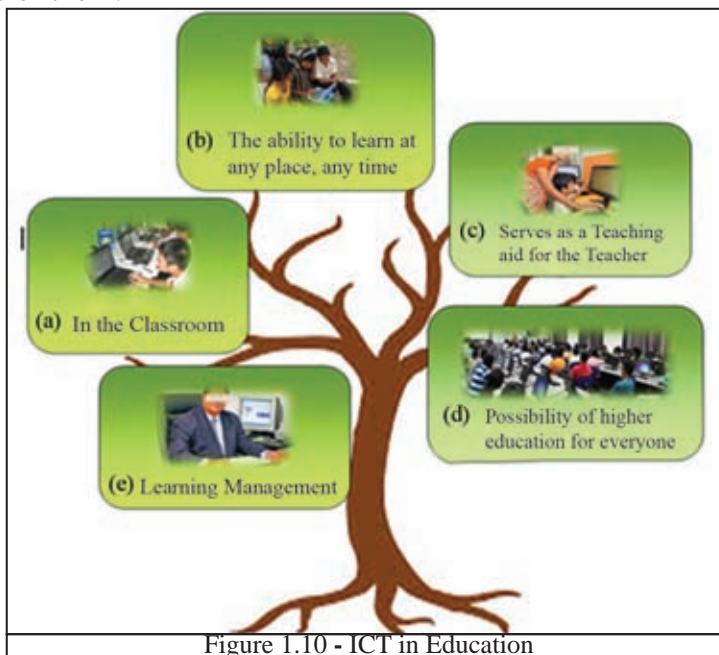 (b) The ability to learn at
any place, any time
(c) Serves as a Teaching
aid for the Teacher
(a) In the Classroom
(d) Possibility of higher
education for everyone
(e) Learning Management
Figure 1.10 - ICT in Education